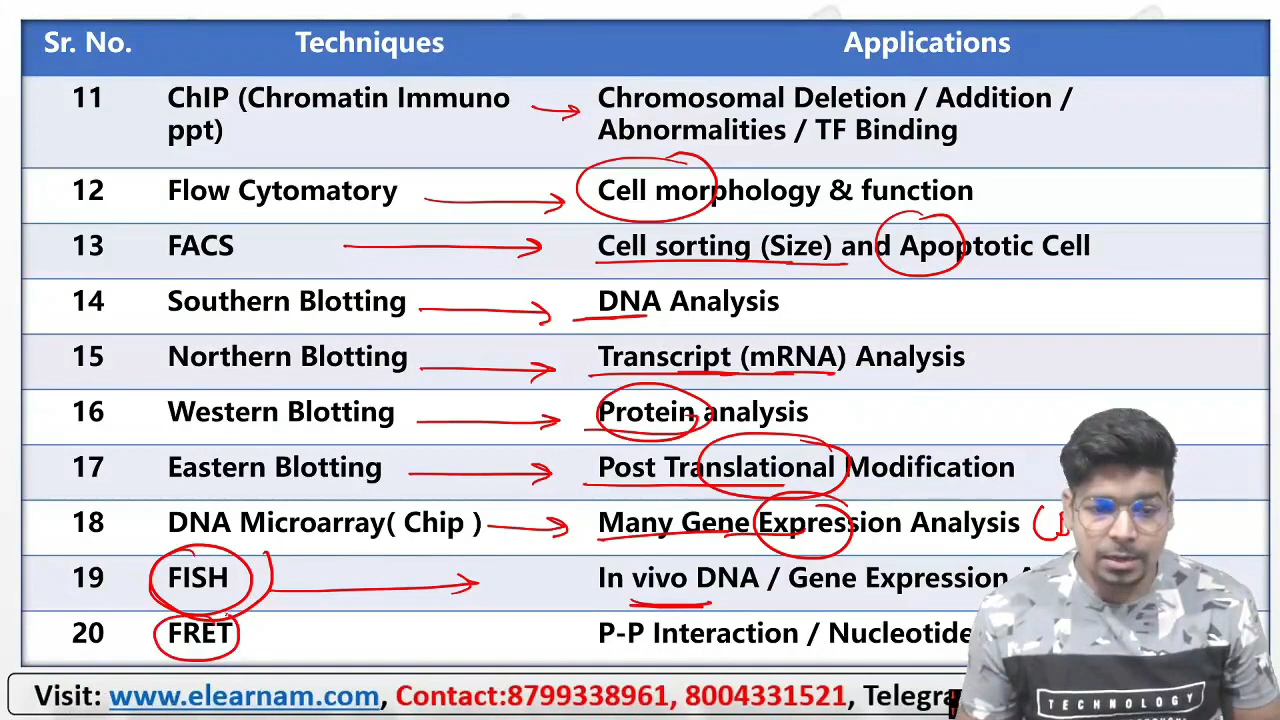 Sr. No. Techniques Applications
11 ChIP (Chromatin Immuno Chromosomal Deletion / Addition /
ppt) Abnormalities / TF Binding
12 Flow Cytomatory Cell morphology & function
13 FACS Cell sorting (Size) and Apoptotic Cell
14 Southern Blotting DNA Analysis
15 Northern Blotting Transcript (mRNA) Analysis
16 Western Blotting Protein analysis
17 Eastern Blotting Post Translational Modification
18 DNA Microarray( Chip ) Many Gene Expression Analysis
19 FISH In vivo DNA / Gene Expression
20 FRET P-P Interaction / Nucleotide
Visit: www.elearnam.com, Contact:8799338961, 8004331521,
TECHNOLOGY